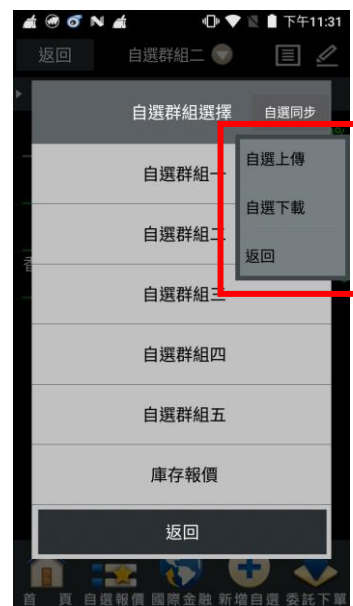 下午11:31
返回 自選群組二
自選群組選擇 自選同步
自選上傳
自選群組一
自選下載
自選群組二
返回
自選群組三
自選群組四
自選群組五
庫存報價
返回
首 頁 自選報價 國際金融 新增自選 委託下單